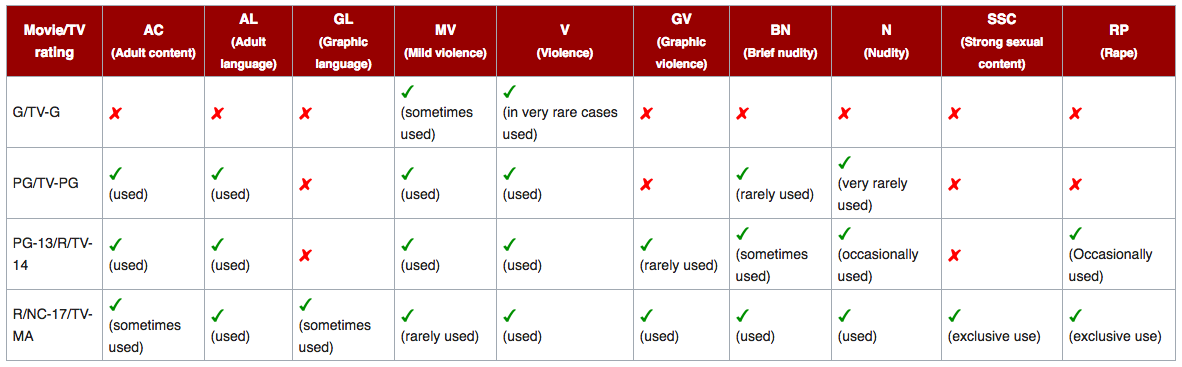 Movie/TV rating AC (Adult content) AL (Adult language) GL (Graphic language) MV (Mild violence) V (Violence) GV (Graphic violence) BN (Brief nudity) N (Nudity) SSC (Strong sexual content) RP (Rape)
G/TV-G ✘ ✘ ✘ ✓ (sometimes used) ✓ (in very rare cases used) ✘ ✘ ✘ ✘ ✘
PG/TV-PG ✓ (used) ✓ (used) ✘ ✓ (used) ✓ (used) ✘ ✓ (rarely used) ✓ (very rarely used) ✘ ✘
PG-13/R/TV-14 ✓ (used) ✓ (used) ✘ ✓ (used) ✓ (used) ✓ (rarely used) ✓ (sometimes used) ✓ (occasionally used) ✘ ✓ (Occasionally used)
R/NC-17/TV-MA ✓ (sometimes used) ✓ (used) ✓ (sometimes used) ✓ (rarely used) ✓ (used) ✓ (used) ✓ (used) ✓ (used) ✓ (exclusive use) ✓ (exclusive use)